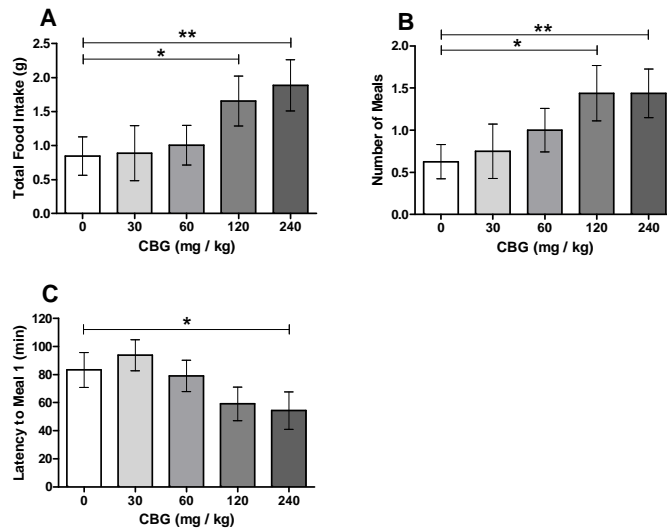 A
Total Food Intake (g)
2.5
2.0
1.5
1.0
0.5
0.0
**
*
0 30 60 120 240
CBG (mg / kg)
B
Number of Meals
2.0
1.5
1.0
0.5
0.0
**
*
0 30 60 120 240
CBG (mg / kg)
C
Latency to Meal 1 (min)
120
100
80
60
40
20
0
*
0 30 60 120 240
CBG (mg / kg)